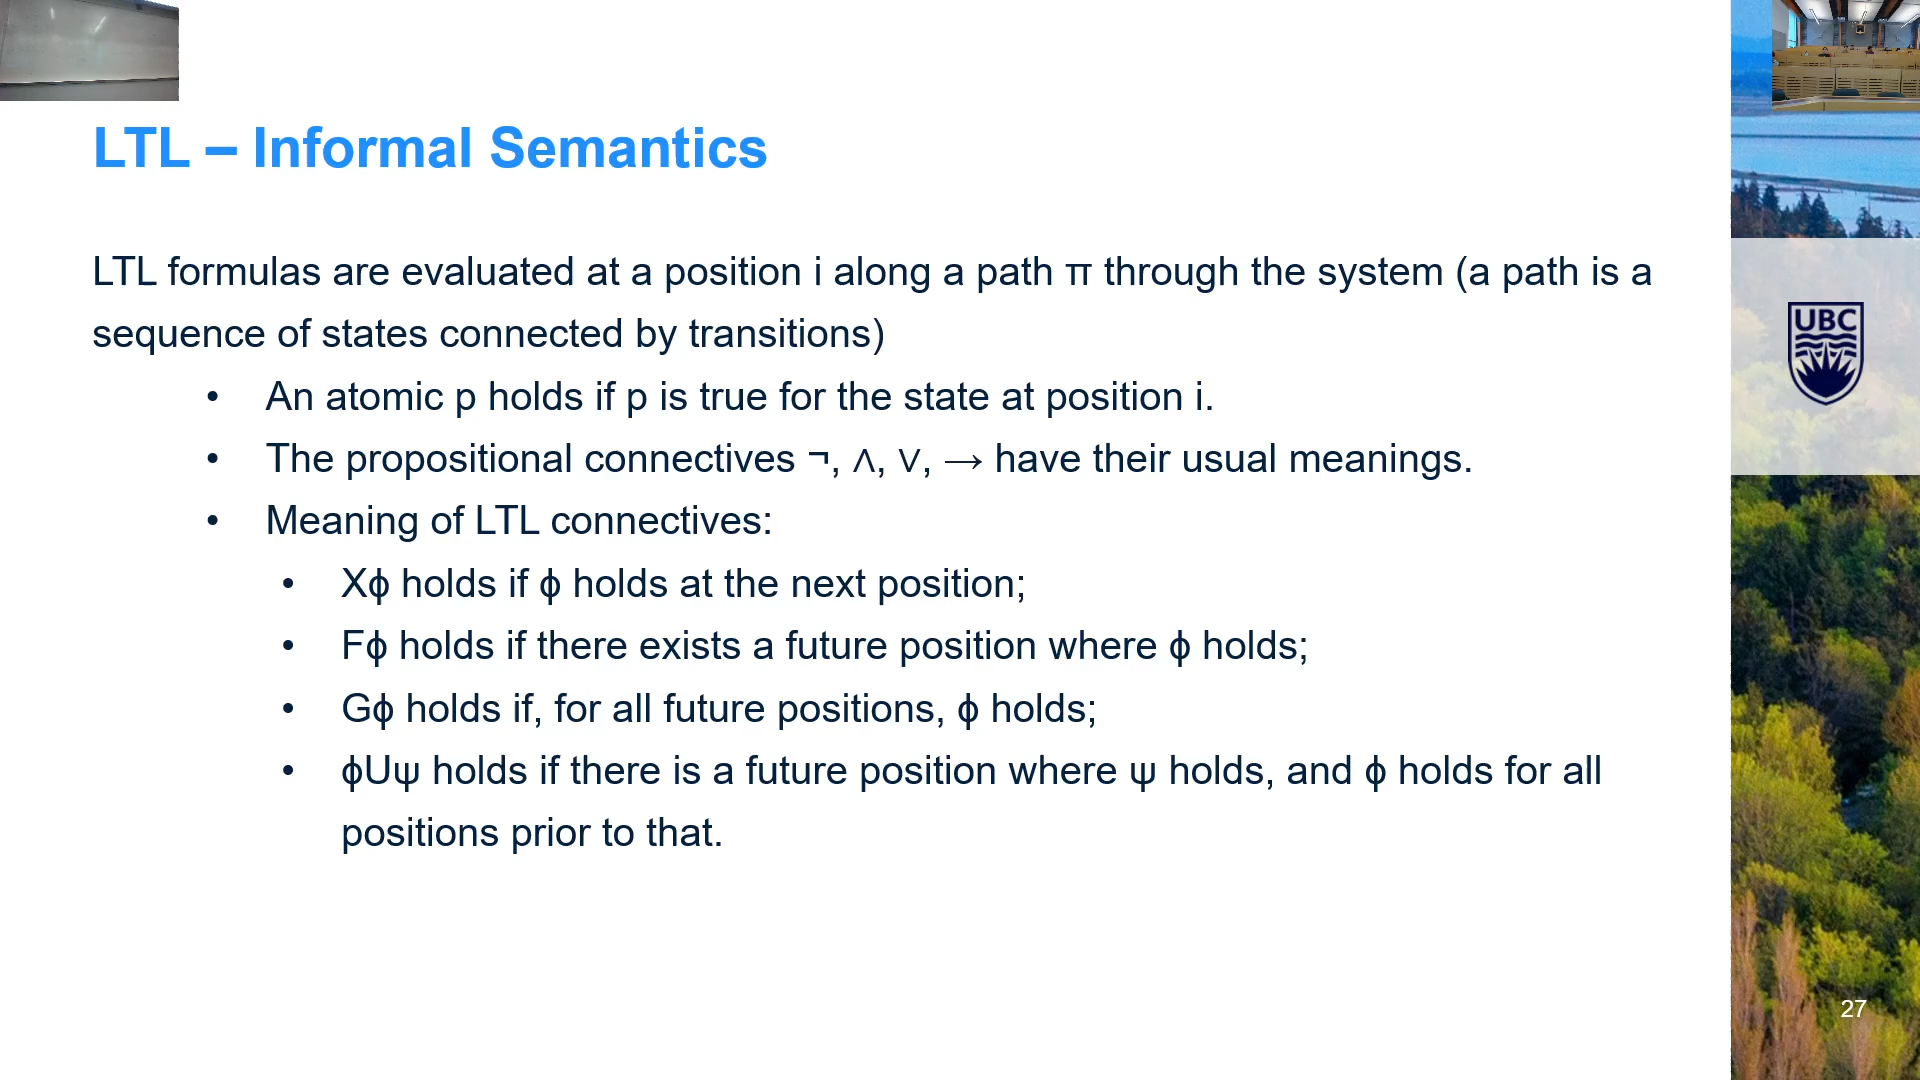 LTL – Informal Semantics
LTL formulas are evaluated at a position i along a path π through the system (a path is a
sequence of states connected by transitions)
• An atomic p holds if p is true for the state at position i.
• The propositional connectives ¬, ∧, ∨, → have their usual meanings.
• Meaning of LTL connectives:
• Xϕ holds if ϕ holds at the next position;
• Fϕ holds if there exists a future position where ϕ holds;
• Gϕ holds if, for all future positions, ϕ holds;
• ϕUψ holds if there is a future position where ψ holds, and ϕ holds for all
positions prior to that.
UBC
27